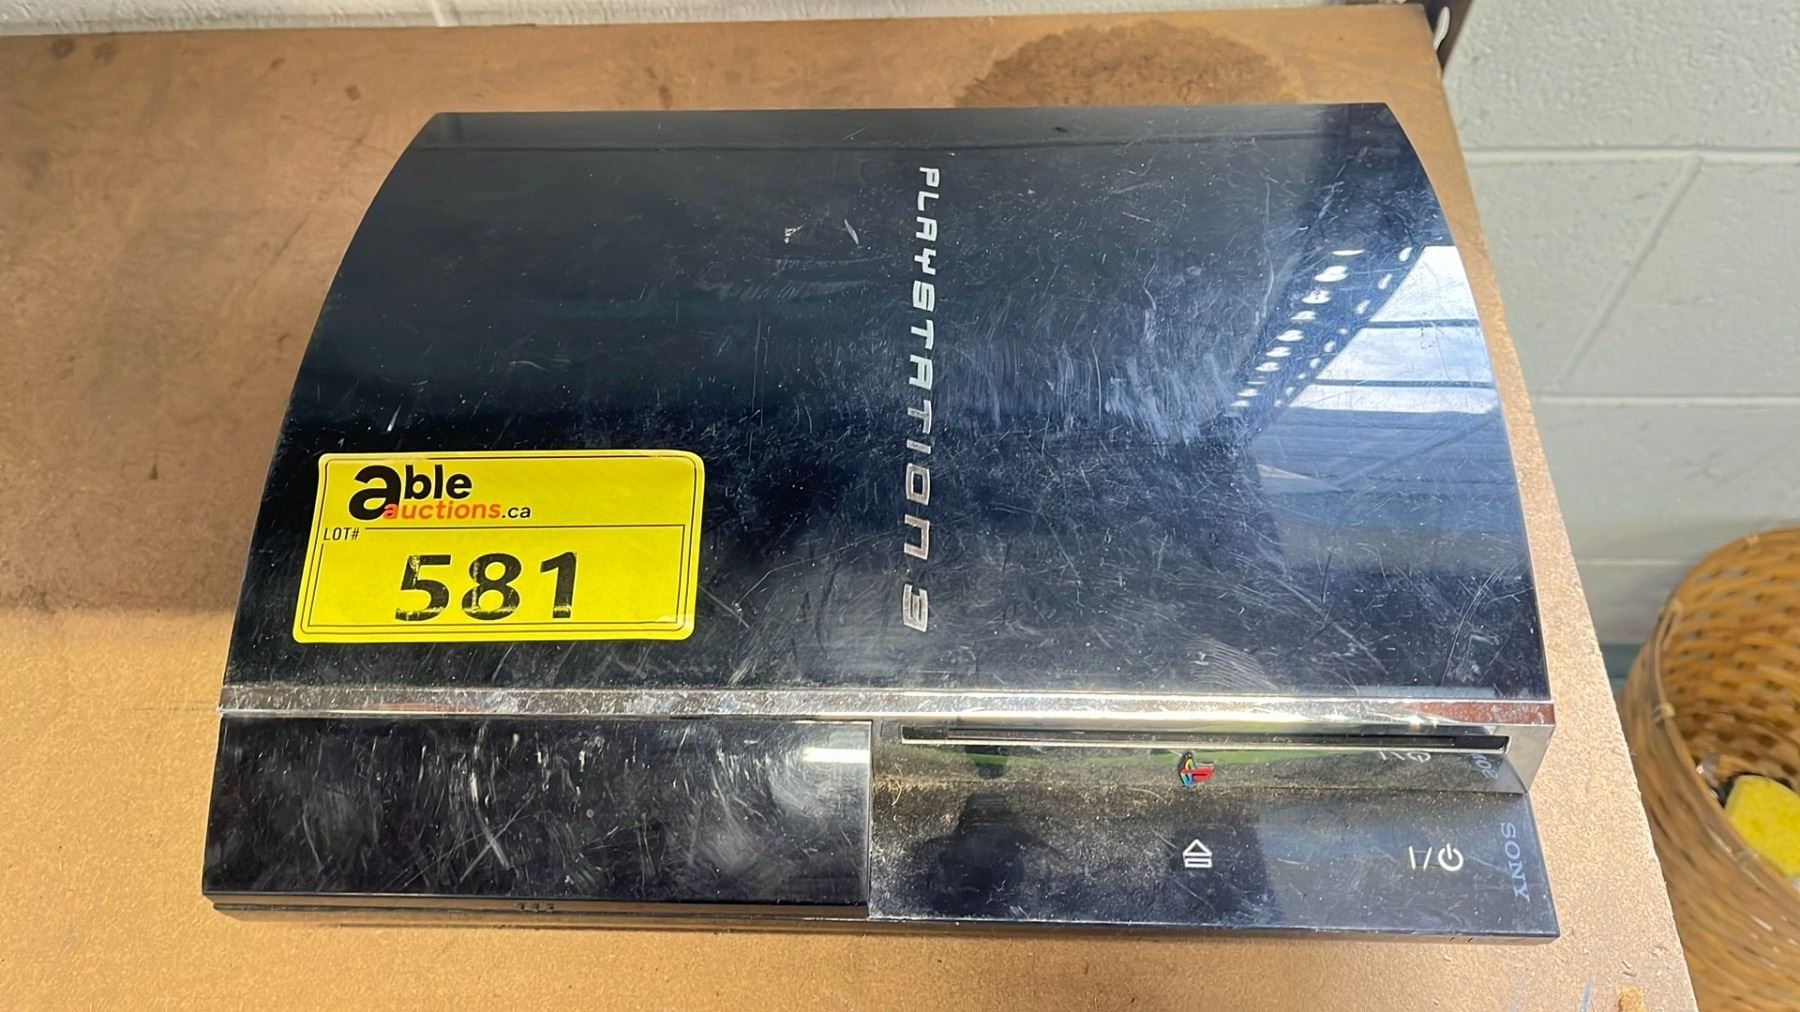 PLAYSTATION 3
able
auctions.ca
LOT#
581
SONY